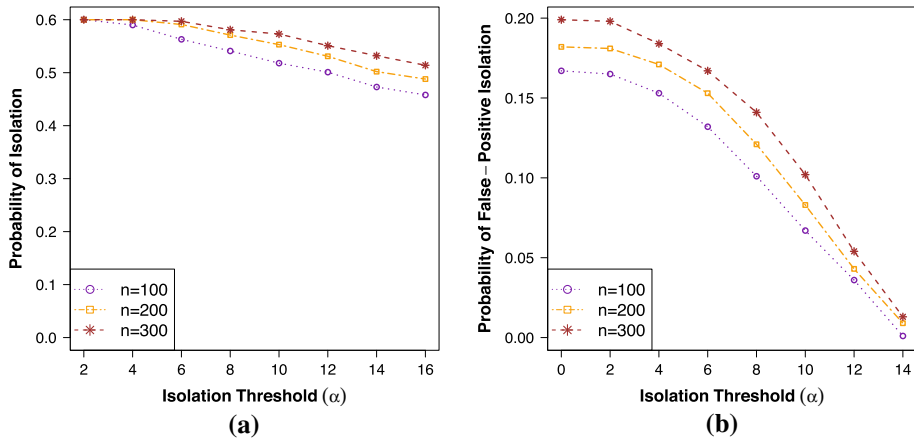 Probability of Isolation
0.6
0.5
0.4
0.3
0.2
0.1
0.0
n=100
n=200
n=300
2 4 6 8 10 12 14 16
Isolation Threshold (α)
(a)
Probability of False−Positive Isolation
0.20
0.15
0.10
0.05
0.00
n=100
n=200
n=300
0 2 4 6 8 10 12 14
Isolation Threshold (α)
(b)